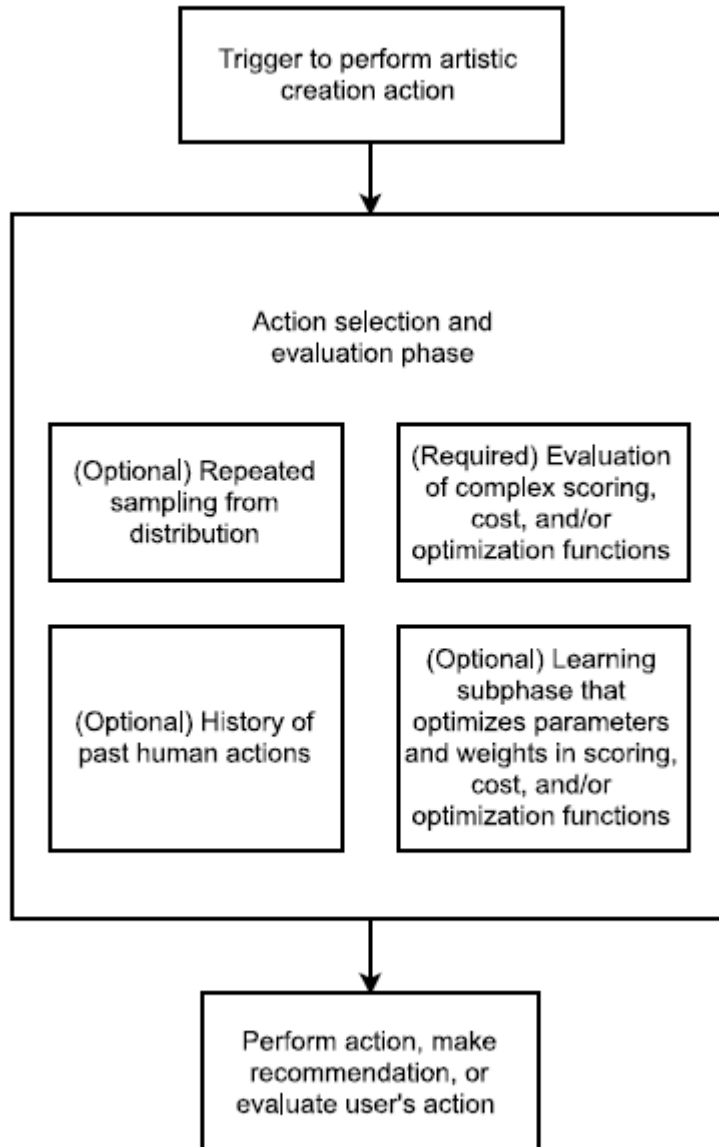 Trigger to perform artistic
creation action
Action selection and
evaluation phase
(Optional) Repeated
sampling from
distribution
(Required) Evaluation
of complex scoring,
cost, and/or
optimization functions
(Optional) History of
past human actions
(Optional) Learning
subphase that
optimizes parameters
and weights in scoring,
cost, and/or
optimization functions
Perform action, make
recommendation, or
evaluate user's action